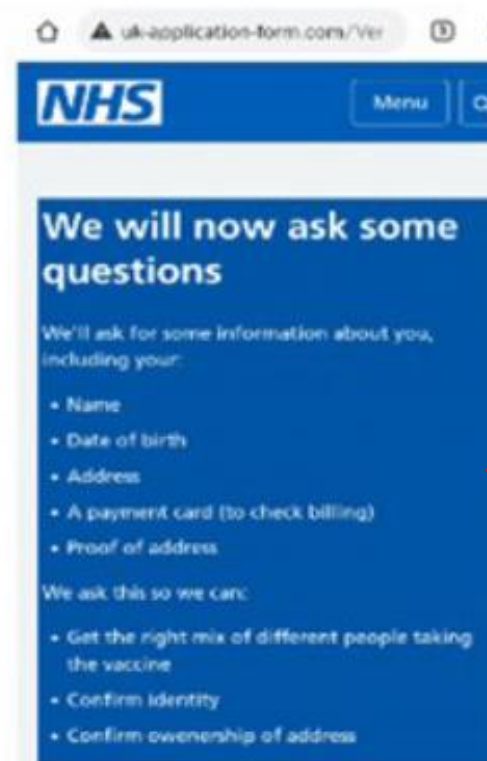 uk-application-form.com/Ver
NHS
Menu
We will now ask some
questions
We'll ask for some information about you,
including your:
• Name
• Date of birth
• Address
• A payment card (to check billing)
• Proof of address
We ask this so we can:
• Get the right mix of different people taking
the vaccine
• Confirm identity
• Confirm owenership of address